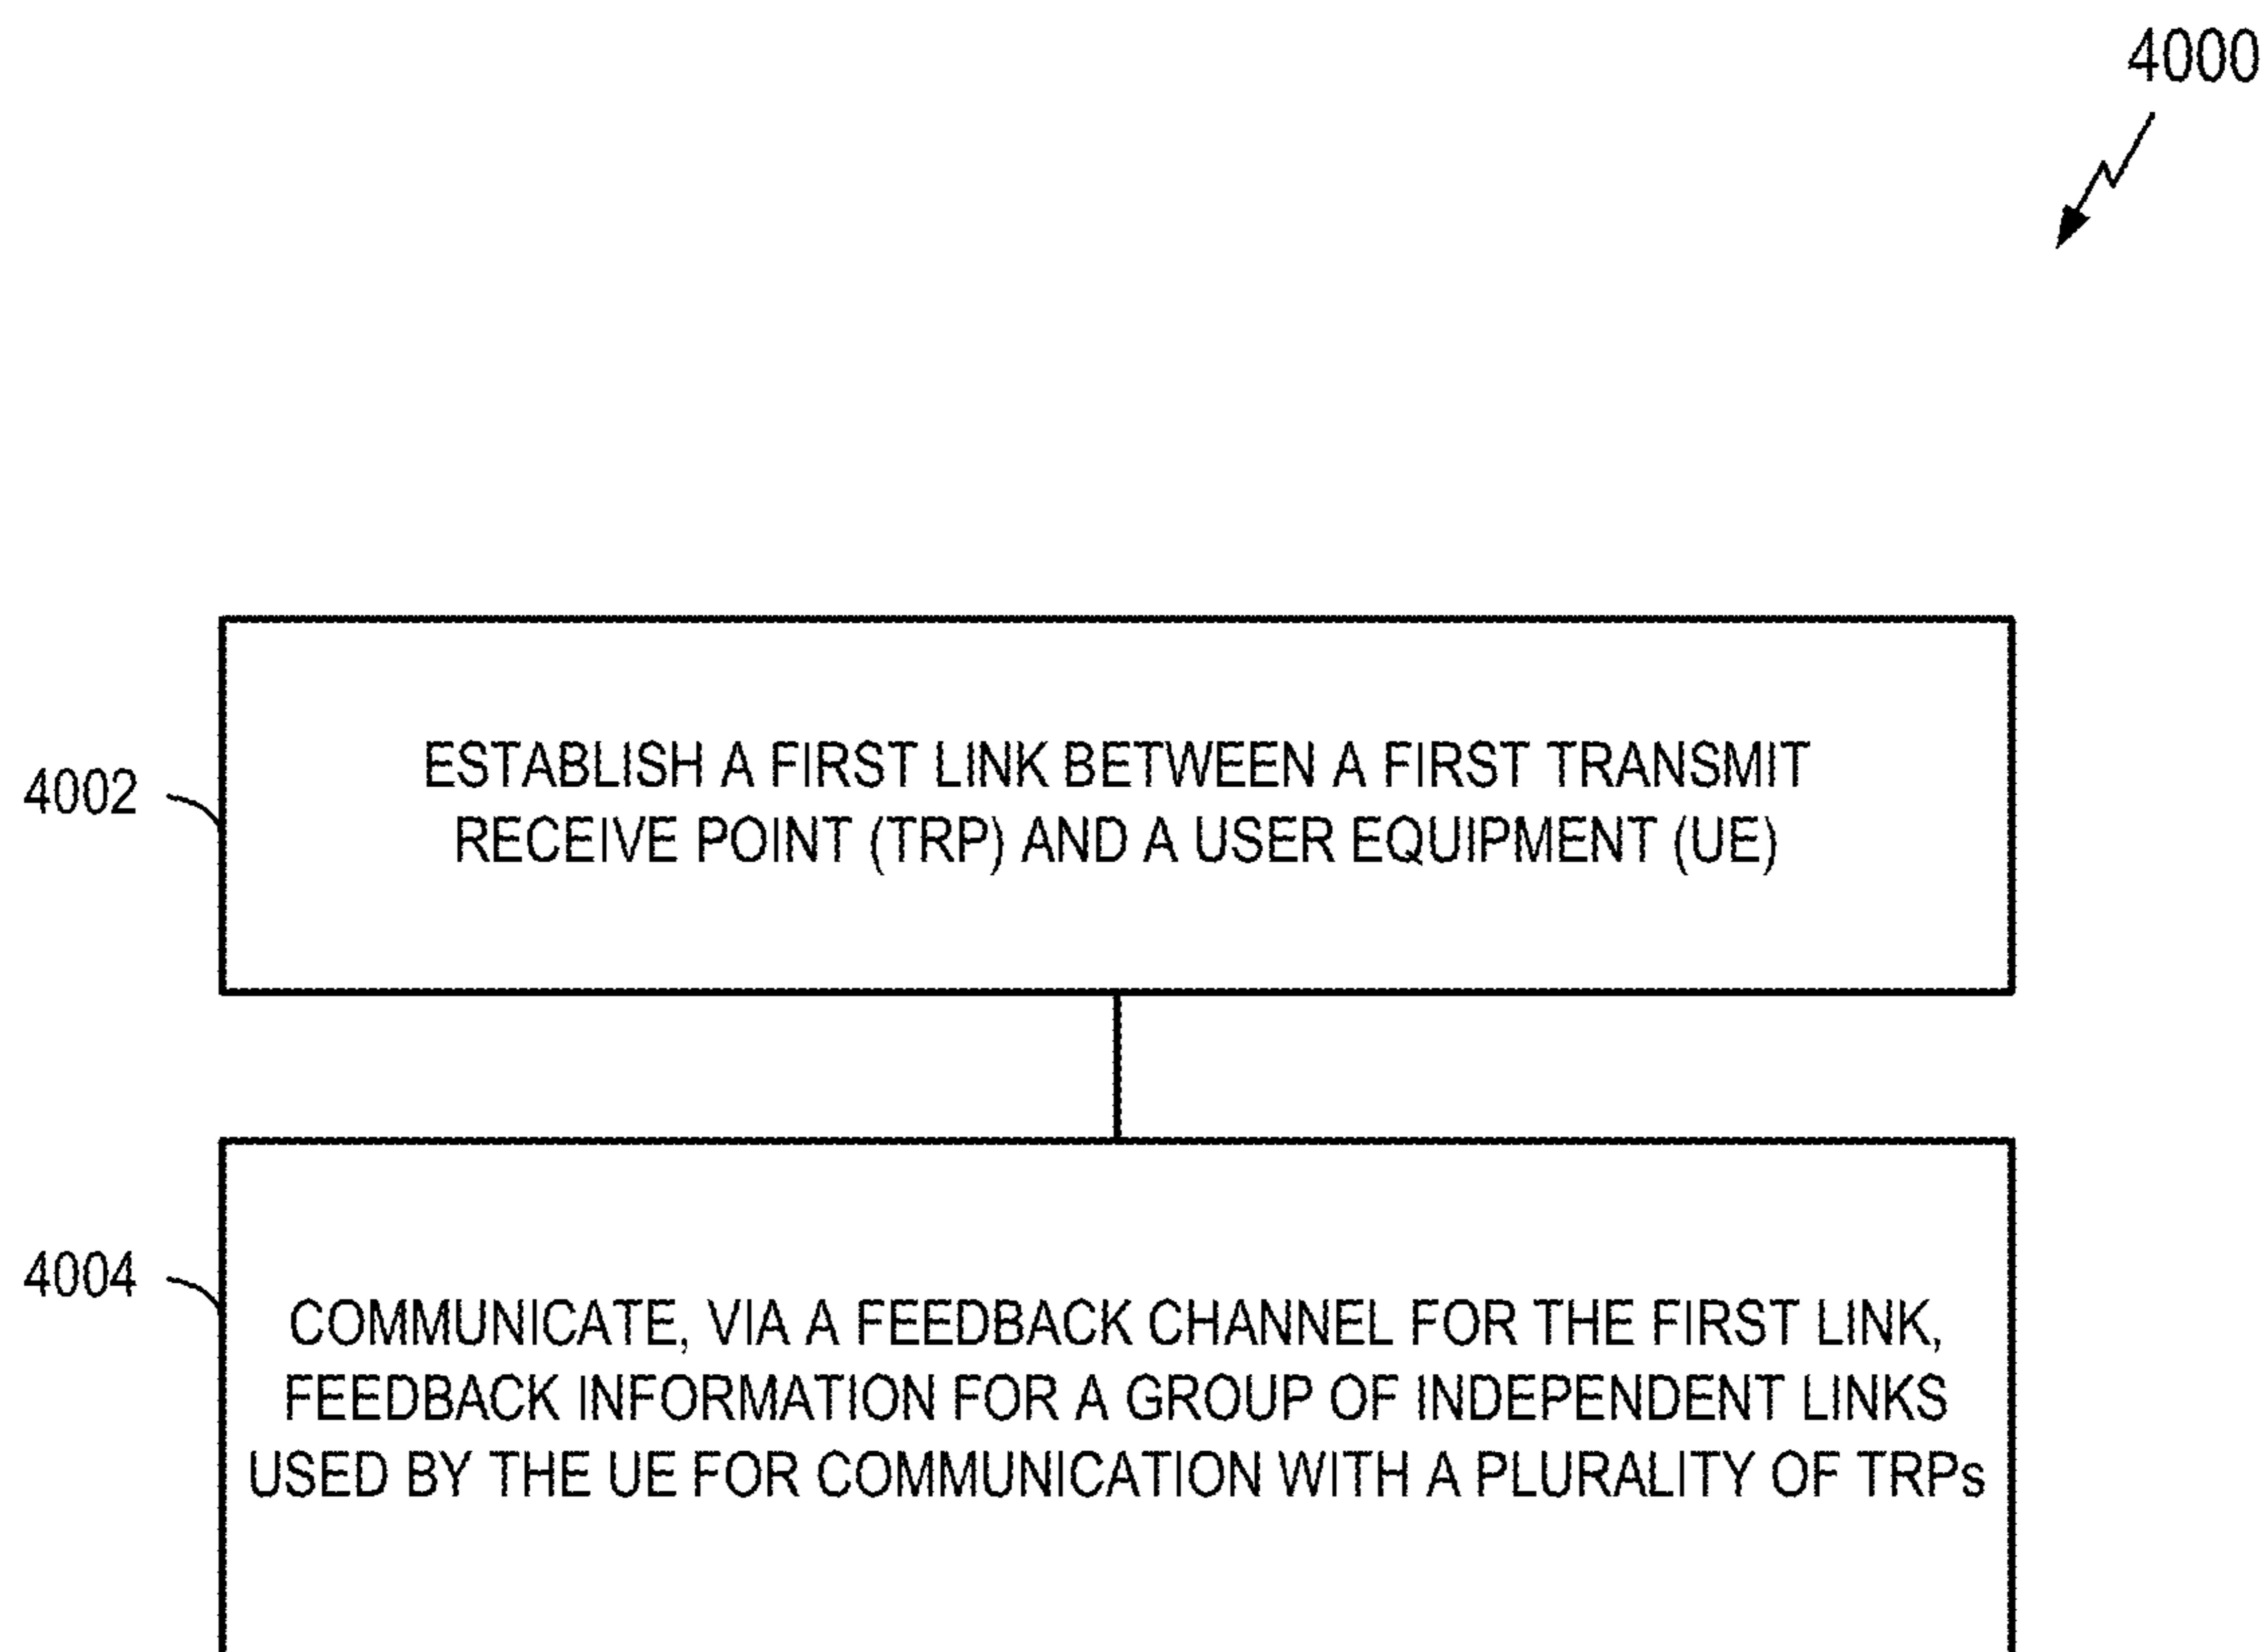 4000
4002
ESTABLISH A FIRST LINK BETWEEN A FIRST TRANSMIT
RECEIVE POINT (TRP) AND A USER EQUIPMENT (UE)
4004
COMMUNICATE, VIA A FEEDBACK CHANNEL FOR THE FIRST LINK,
FEEDBACK INFORMATION FOR A GROUP OF INDEPENDENT LINKS
USED BY THE UE FOR COMMUNICATION WITH A PLURALITY OF TRPs